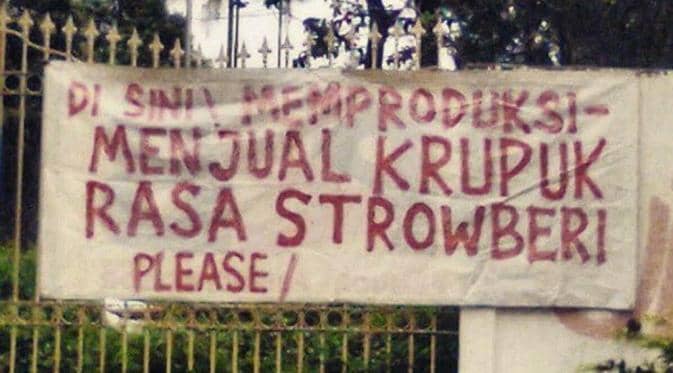 DI SINI\ MEMPRODUKSI-
MENJUAL KRUPUK
RASA STROWBERI
PLEASE/